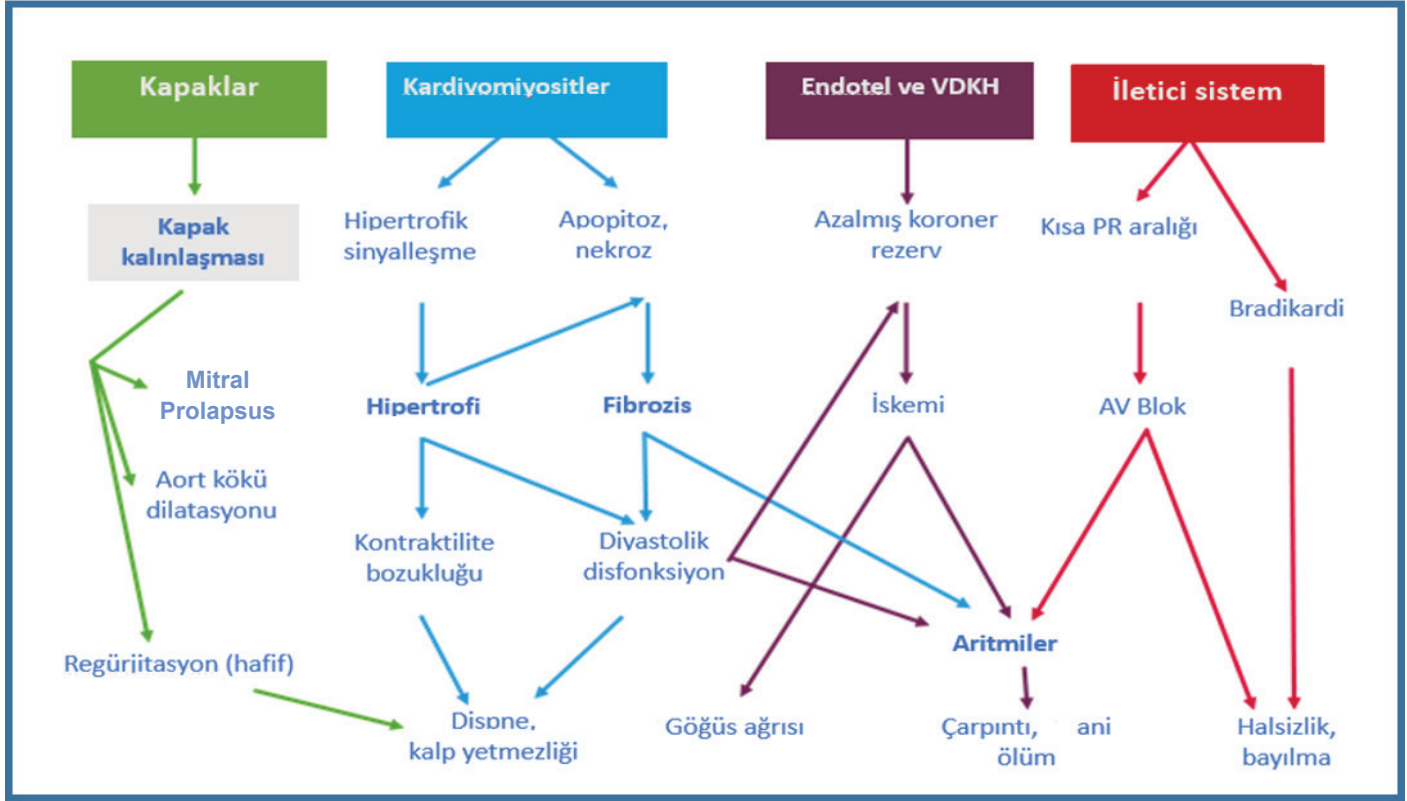 Kapaklar
Kardivomiyositler
Endotel ve VDKH
İletici sistem
Kapak
kalınlaşması
Hipertrofik
sinyalleşme
Apopitoz,
nekroz
Azalmış koroner
rezerv
Kısa PR aralığı
Bradikardi
Mitral
Prolapsus
Hipertrofi
Fibrozis
İskemi
AV Blok
Aort kökü
dilatasyonu
Kontraktilite
bozukluğu
Divastolik
disfonksiyon
Regürjitasyon (hafif)
Aritmiler
Dispne,
kalp yetmezliği
Göğüs ağrısı
Çarpıntı, ani
ölüm
Halsizlik,
bayılma